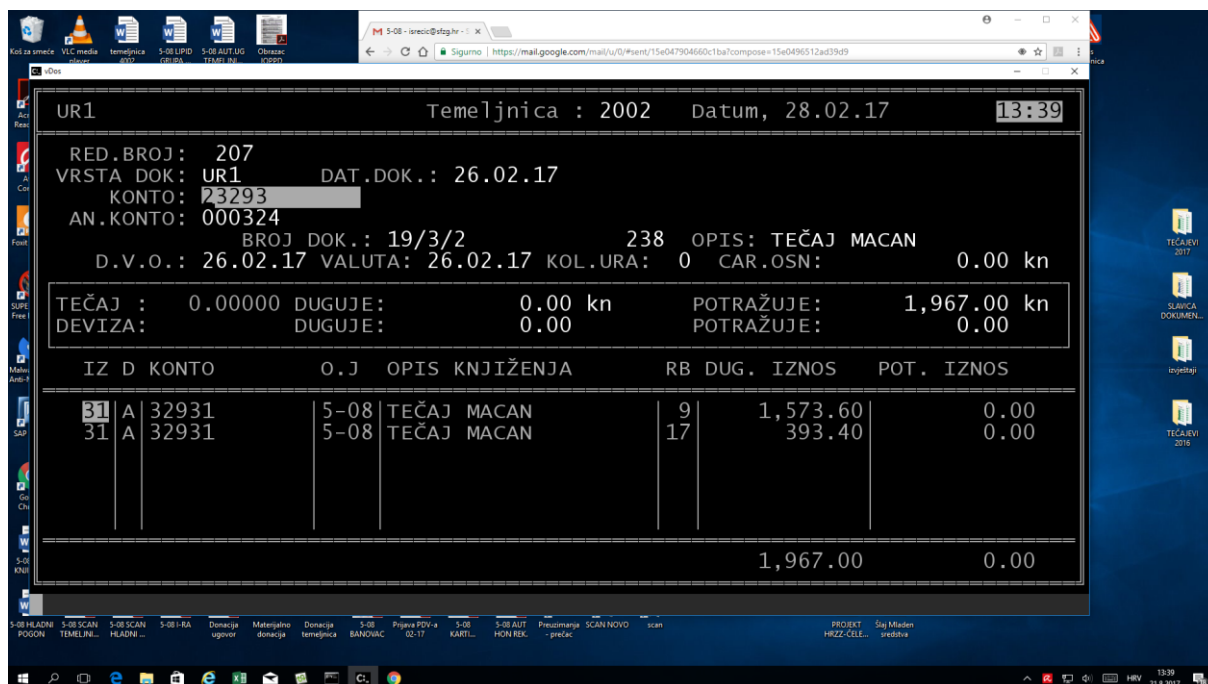 5-08 - isrecic@sfzg.hr -
Koš za smeće
VLC media player
temeljnica 4002
5-08 LIPID GRUPA ...
5-08 AUT.UG TEMELJNI...
Obrazac JOPPD
Sigurno | https://mail.google.com/mail/u/0/#sent/15e047904660c1ba?compose=15e0496512ad39d9
vDos
UR1 Temeljnica : 2002 Datum, 28.02.17 13:39
RED.BROJ: 207
VRSTA DOK: UR1 DAT.DOK.: 26.02.17
KONTO: 23293
AN.KONTO: 000324
BROJ DOK.: 19/3/2 238 OPIS: TEČAJ MACAN
D.V.O.: 26.02.17 VALUTA: 26.02.17 KOL.URA: 0 CAR.OSN: 0.00 kn
TEČAJ : 0.00000 DUGUJE: 0.00 kn POTRAŽUJE: 1,967.00 kn
DEVIZA: DUGUJE: 0.00 POTRAŽUJE: 0.00
IZ D KONTO O.J OPIS KNJIŽENJA RB DUG. IZNOS POT. IZNOS
31 A 32931 5-08 TEČAJ MACAN 9 1,573.60 0.00
31 A 32931 5-08 TEČAJ MACAN 17 393.40 0.00
1,967.00 0.00
TEČAJEVI 2017
SLAVICA DOKUMEN...
izvještaji
TEČAJEVI 2016
5-08 HLADNI POGON
5-08 SCAN TEMELJNI...
5-08 SCAN HLADNI ...
5-08 I-RA
Donacija ugovor
Materijalno donacija
Donacija temeljnica
5-08 BANOVAC
Prijava PDV-a 02-17
5-08 KARTI...
5-08 AUT HON REK.
Preuzimanja - prečac
SCAN NOVO
scan
PROJEKT HRZZ-ČELE...
Šlaj Mladen sredstva
HRV
13:39
21.8.2017